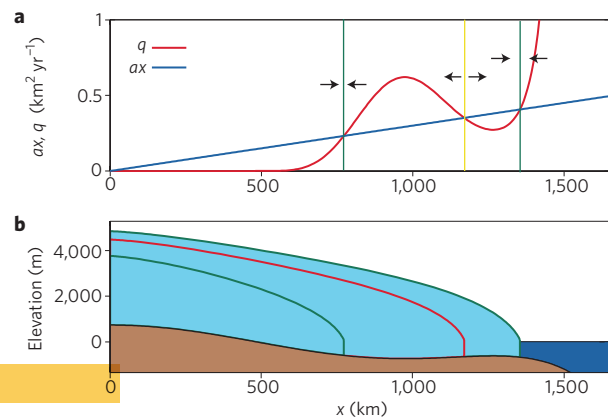 a
ax, q (km² yr⁻¹)
1
0.5
0
q
ax
0
500
1,000
1,500
b
Elevation (m)
4,000
2,000
0
0
500
1,000
1,500
x (km)